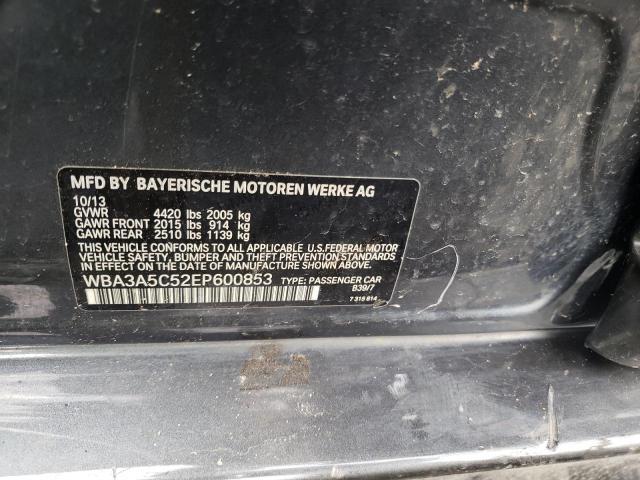 MFD BY BAYERISCHE MOTOREN WERKE AG
10/13
GVWR 4420 lbs 2005 kg
GAWR FRONT 2015 lbs 914 kg
GAWR REAR 2510 lbs 1139 kg
THIS VEHICLE CONFORMS TO ALL APPLICABLE U.S.FEDERAL MOTOR
VEHICLE SAFETY, BUMPER AND THEFT PREVENTION STANDARDS
IN EFFECT ON THE DATE OF MANUFACTURE SHOWN ABOVE.
WBA3A5C52EP600853 TYPE: PASSENGER CAR
B39/7
7 315 614